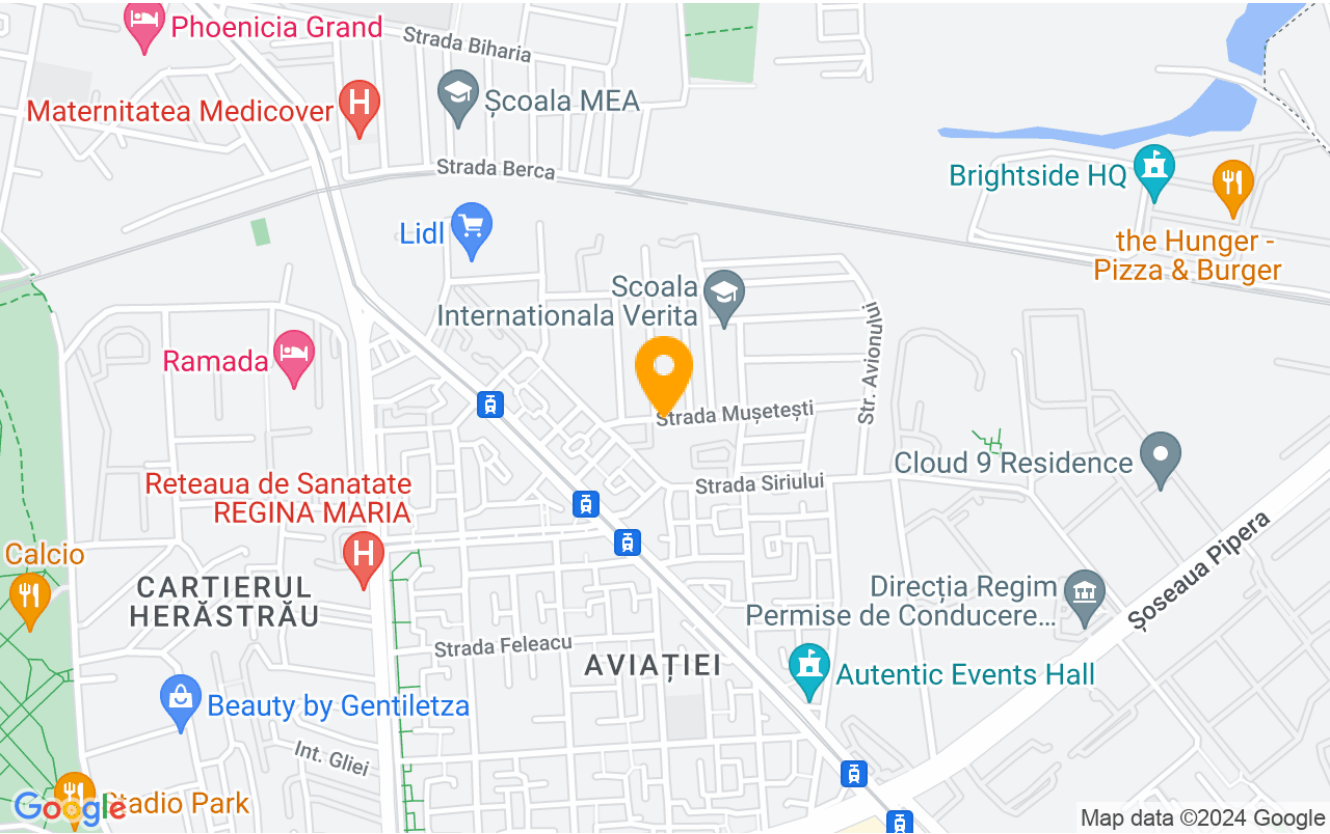 Phoenicia Grand
Strada Biharia
Maternitatea Medicover
H
Școala MEA
Strada Berca
Brightside HQ
Lidl
the Hunger -
Pizza & Burger
Scoala
Internationala Verita
Str. Avionului
Ramada
Strada Mușetești
Cloud 9 Residence
Reteaua de Sanatate
REGINA MARIA
H
Strada Siriului
Șoseaua Pipera
Calcio
CARTIERUL
HERĂSTRĂU
Direcția Regim
Permise de Conducere...
Strada Feleacu
AVIAȚIEI
Autentic Events Hall
Beauty by Gentiletza
Int. Gliei
Google
Stadio Park
Map data ©2024 Google